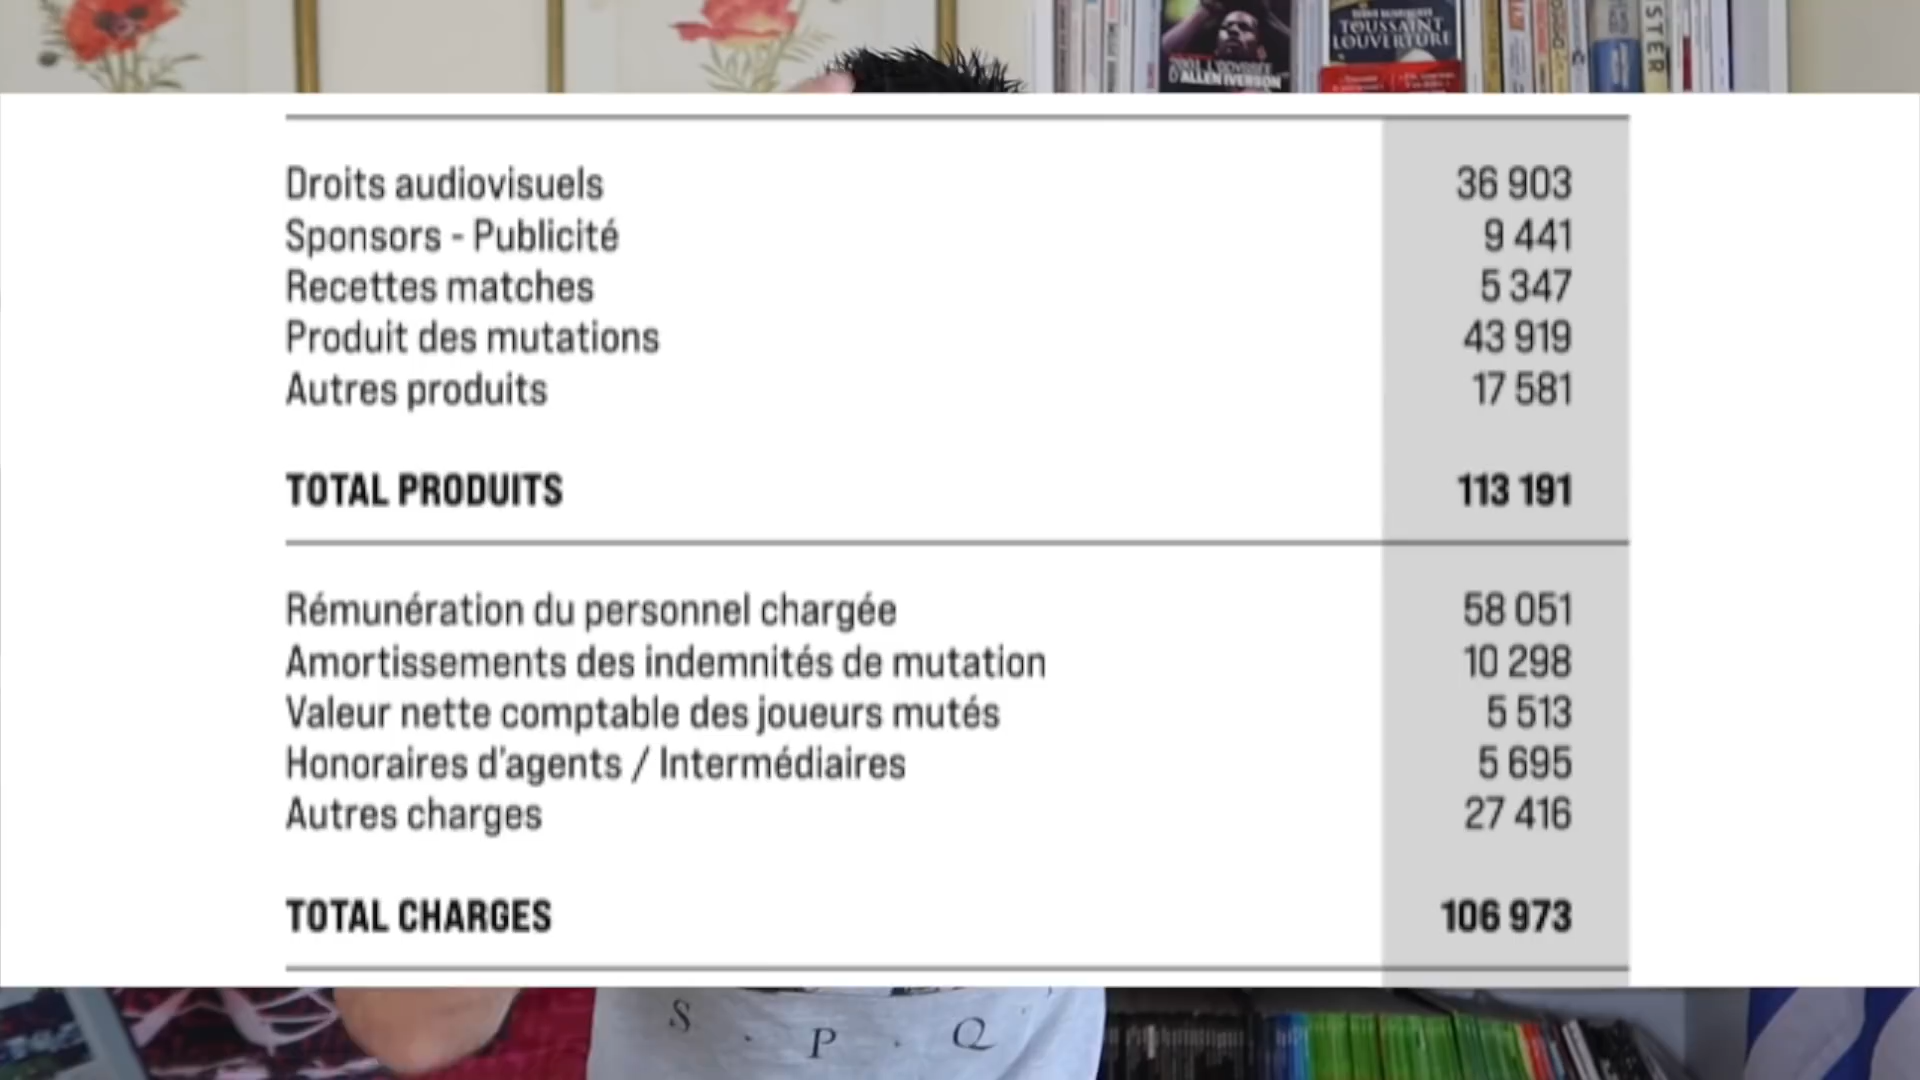 2001, L'ODYSSÉE
D'ALLEN IVERSON
TOUSSAINT
LOUVERTURE
STER
Droits audiovisuels 36 903
Sponsors - Publicité 9 441
Recettes matches 5 347
Produit des mutations 43 919
Autres produits 17 581
TOTAL PRODUITS 113 191
Rémunération du personnel chargée 58 051
Amortissements des indemnités de mutation 10 298
Valeur nette comptable des joueurs mutés 5 513
Honoraires d'agents / Intermédiaires 5 695
Autres charges 27 416
TOTAL CHARGES 106 973
S . P . Q